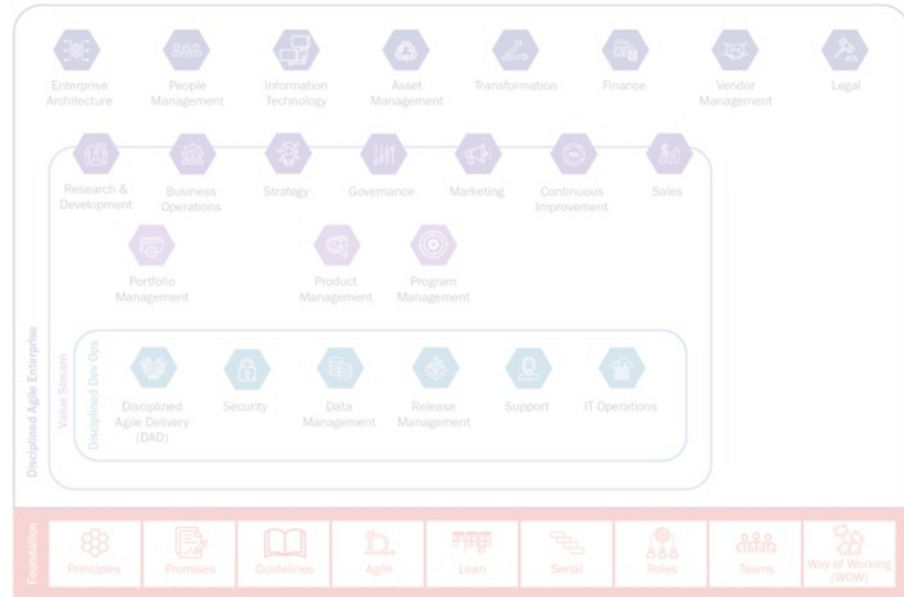 Enterprise
Architecture
People
Management
Information
Technology
Asset
Management
Transformation
Finance
Vendor
Management
Legal
Research &
Development
Business
Operations
Strategy
Governance
Marketing
Continuous
Improvement
Sales
Portfolio
Management
Product
Management
Program
Management
Disciplined Agile Enterprise
Value Stream
Disciplined Dev Ops
Disciplined
Agile Delivery
(DAD)
Security
Data
Management
Release
Management
Support
IT Operations
Foundation
Principles
Promises
Guidelines
Agile
Lean
Serial
Roles
Teams
Way of Working
(WOW)